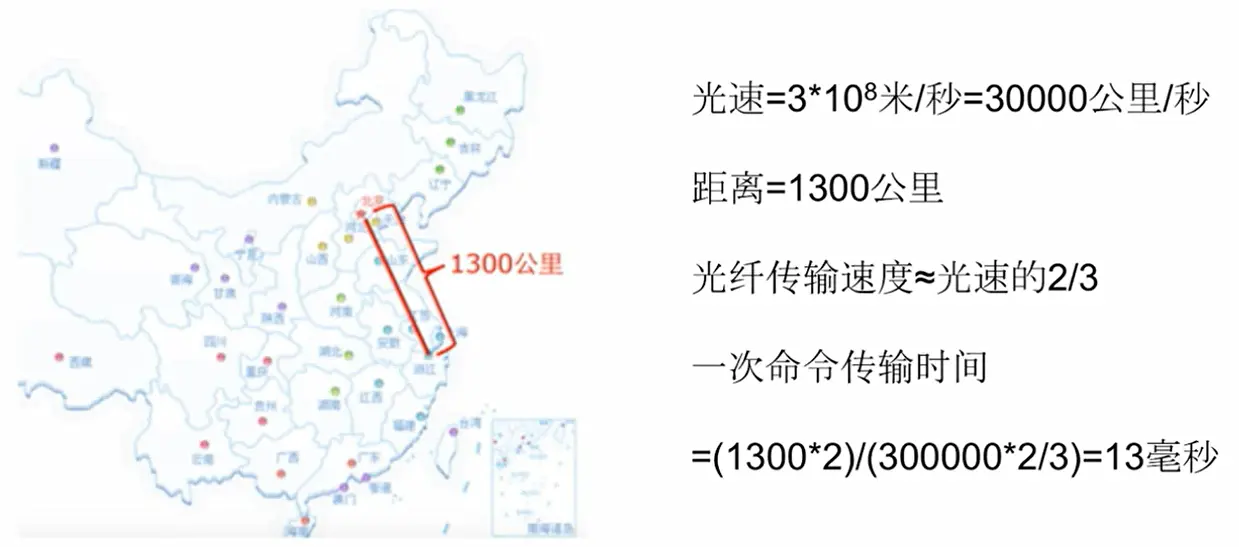 黑龙江
吉林
辽宁
新疆
内蒙古
北京
河北
宁夏
山西
山东
1300公里
青海
甘肃
陕西
河南
西藏
四川
重庆
湖北
安徽
浙江
贵州
湖南
江西
福建
台湾
云南
广西
广东
香港
澳门
海南
南海诸岛
光速=3*10⁸米/秒=30000公里/秒
距离=1300公里
光纤传输速度≈光速的2/3
一次命令传输时间
=(1300*2)/(300000*2/3)=13毫秒